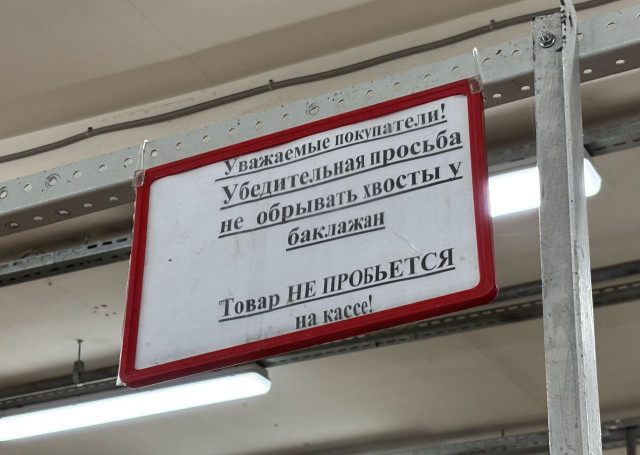 Уважаемые покупатели!
Убедительная просьба
не обрывать хвосты у
баклажан
Товар НЕ ПРОБЬЕТСЯ
на кассе!